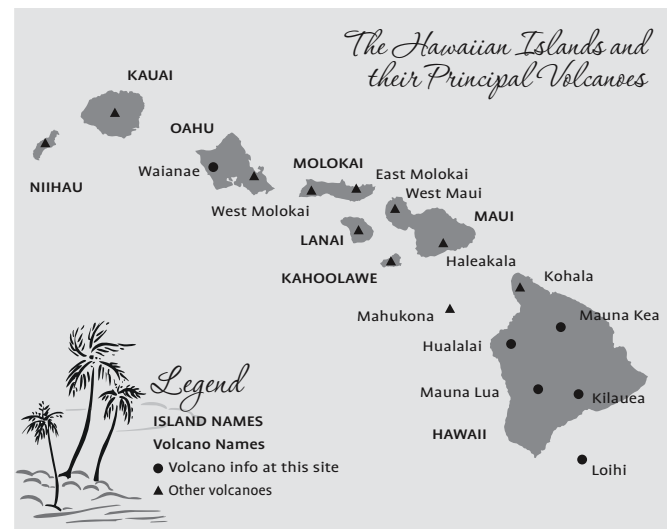 The Hawaiian Islands and
their Principal Volcanoes
KAUAI
OAHU
NIIHAU
Waianae
MOLOKAI
East Molokai
West Maui
West Molokai
MAUI
LANAI
Haleakala
KAHOOLAWE
Kohala
Mahukona
Mauna Kea
Hualalai
Mauna Lua
Kilauea
HAWAII
Loihi
Legend
ISLAND NAMES
Volcano Names
Volcano info at this site
Other volcanoes